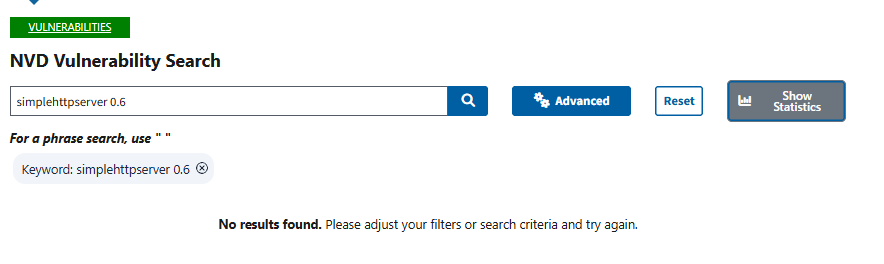 VULNERABILITIES
NVD Vulnerability Search
simplehttpserver 0.6
Advanced
Reset
Show
Statistics
For a phrase search, use " "
Keyword: simplehttpserver 0.6
No results found. Please adjust your filters or search criteria and try again.